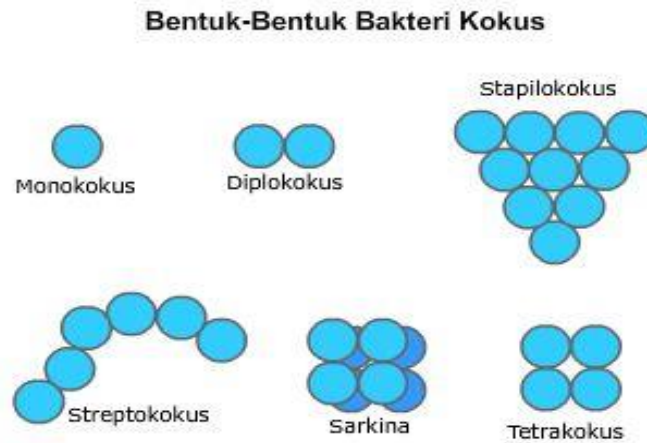 Bentuk-Bentuk Bakteri Kokus
Stapilokokus
Monokokus
Diplokokus
Streptokokus
Sarkina
Tetrakokus